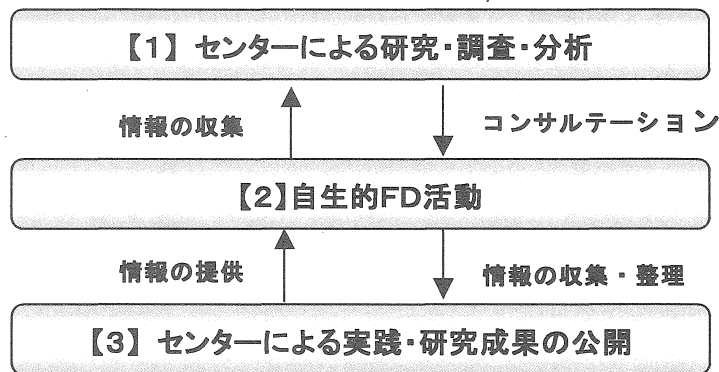 【1】 センターによる研究・調査・分析
情報の収集
コンサルテーション
【2】自生的FD活動
情報の提供
情報の収集・整理
【3】 センターによる実践・研究成果の公開